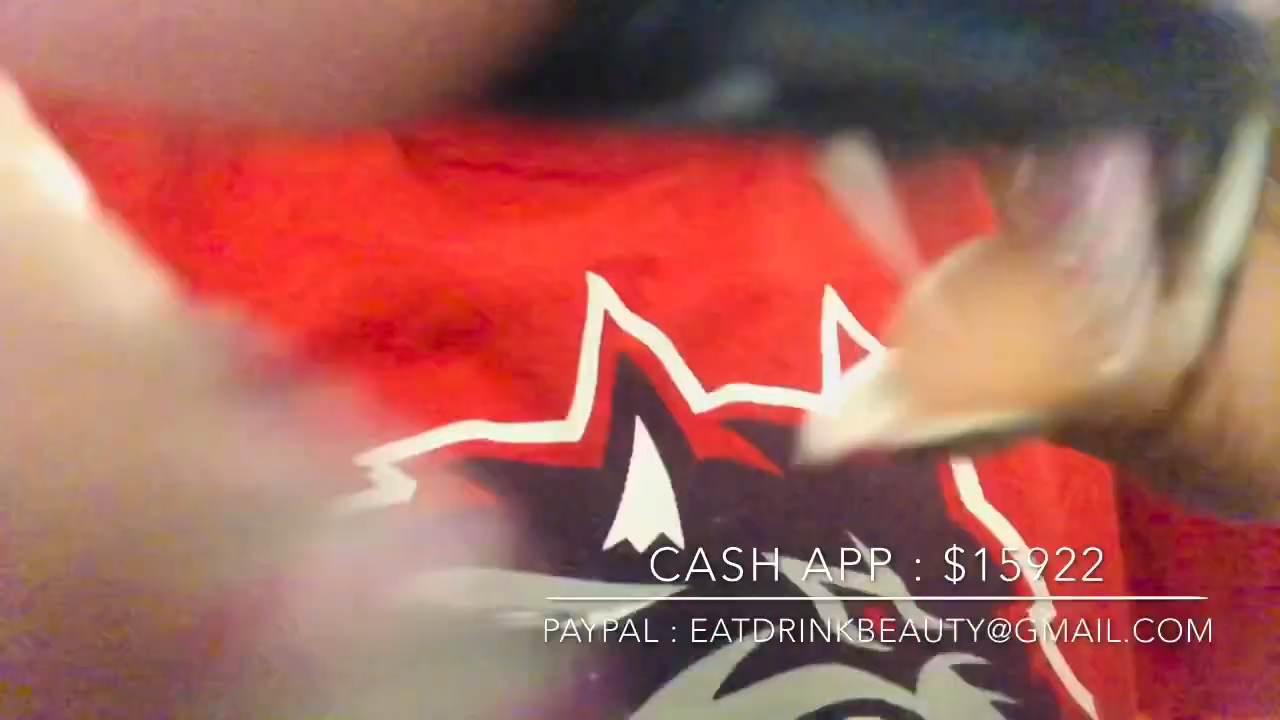 CASH APP : $15922
PAYPAL : EATDRINKBEAUTY@GMAIL.COM